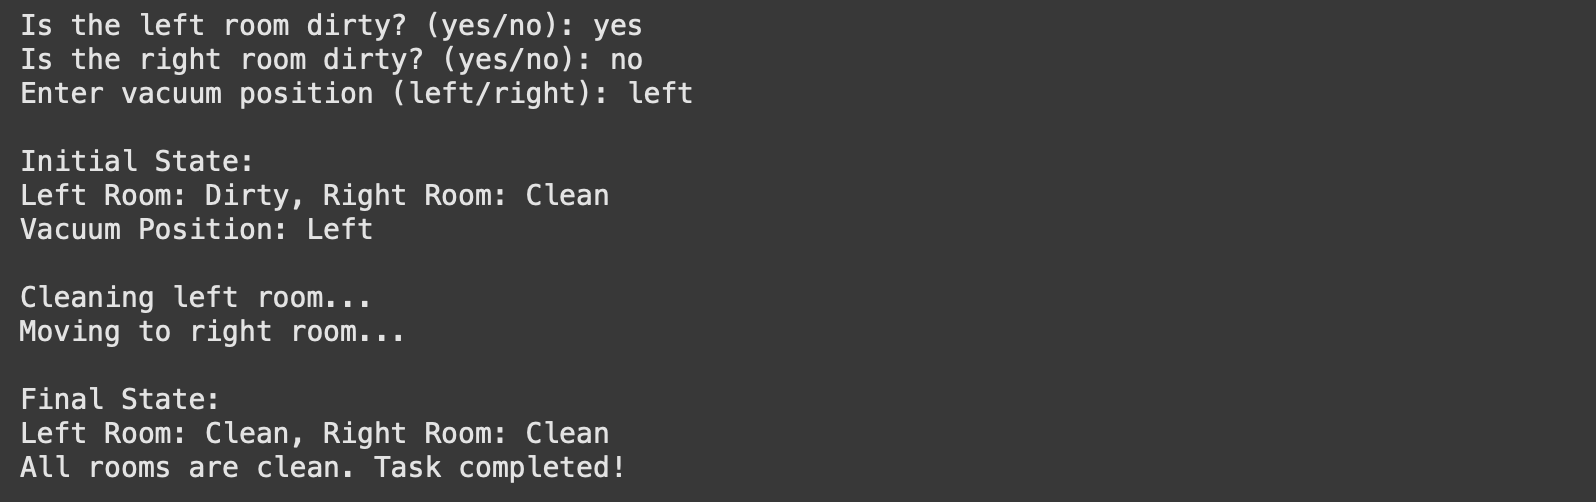 Is the left room dirty? (yes/no): yes
Is the right room dirty? (yes/no): no
Enter vacuum position (left/right): left
Initial State:
Left Room: Dirty, Right Room: Clean
Vacuum Position: Left
Cleaning left room...
Moving to right room...
Final State:
Left Room: Clean, Right Room: Clean
All rooms are clean. Task completed!